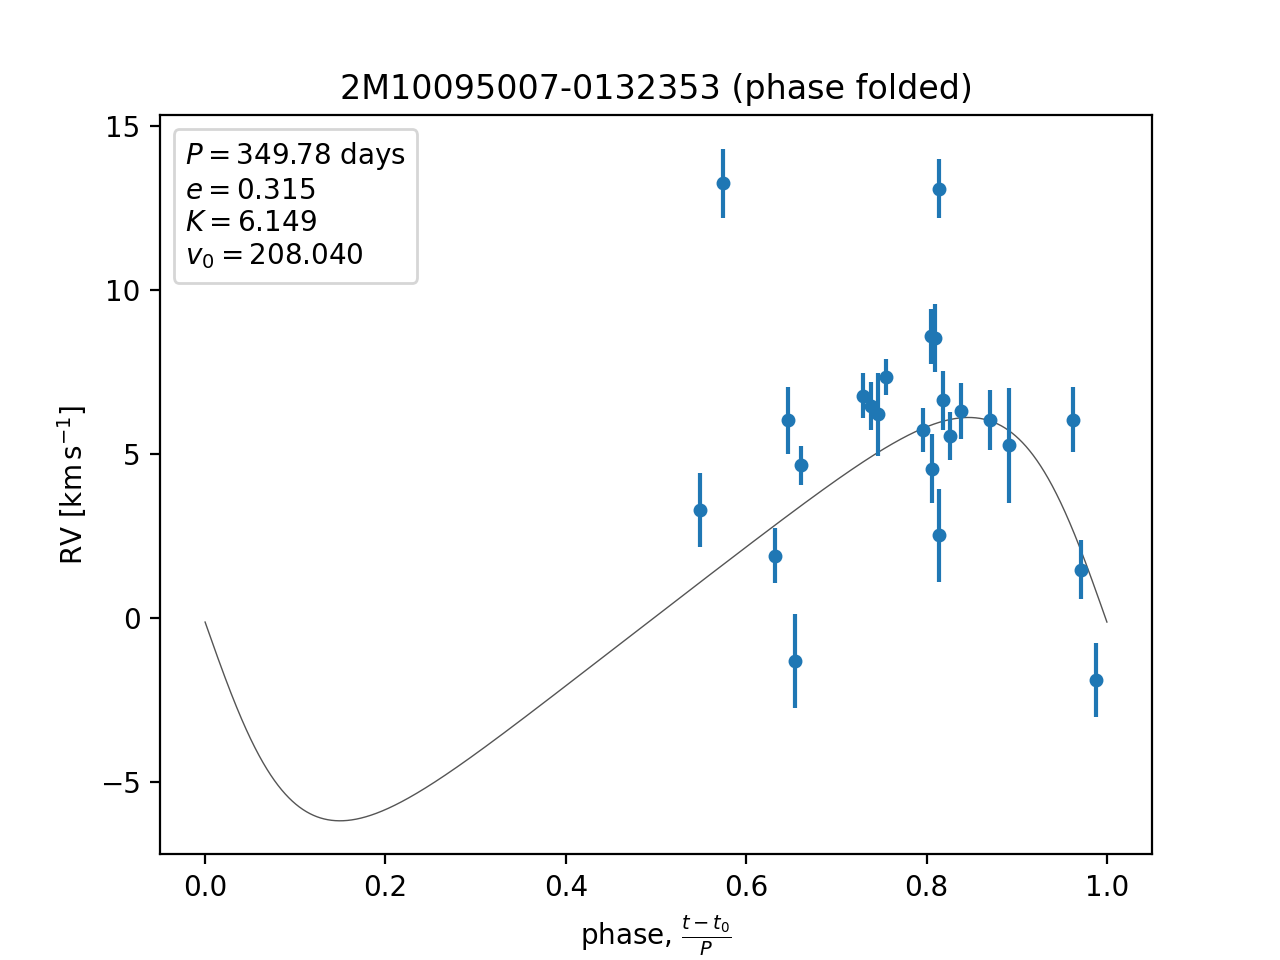 2M10095007-0132353 (phase folded)
P = 349.78 days
e = 0.315
K = 6.149
v₀ = 208.040
15
10
5
0
−5
RV [km s⁻¹]
0.0 0.2 0.4 0.6 0.8 1.0
phase, (t − t₀)/P